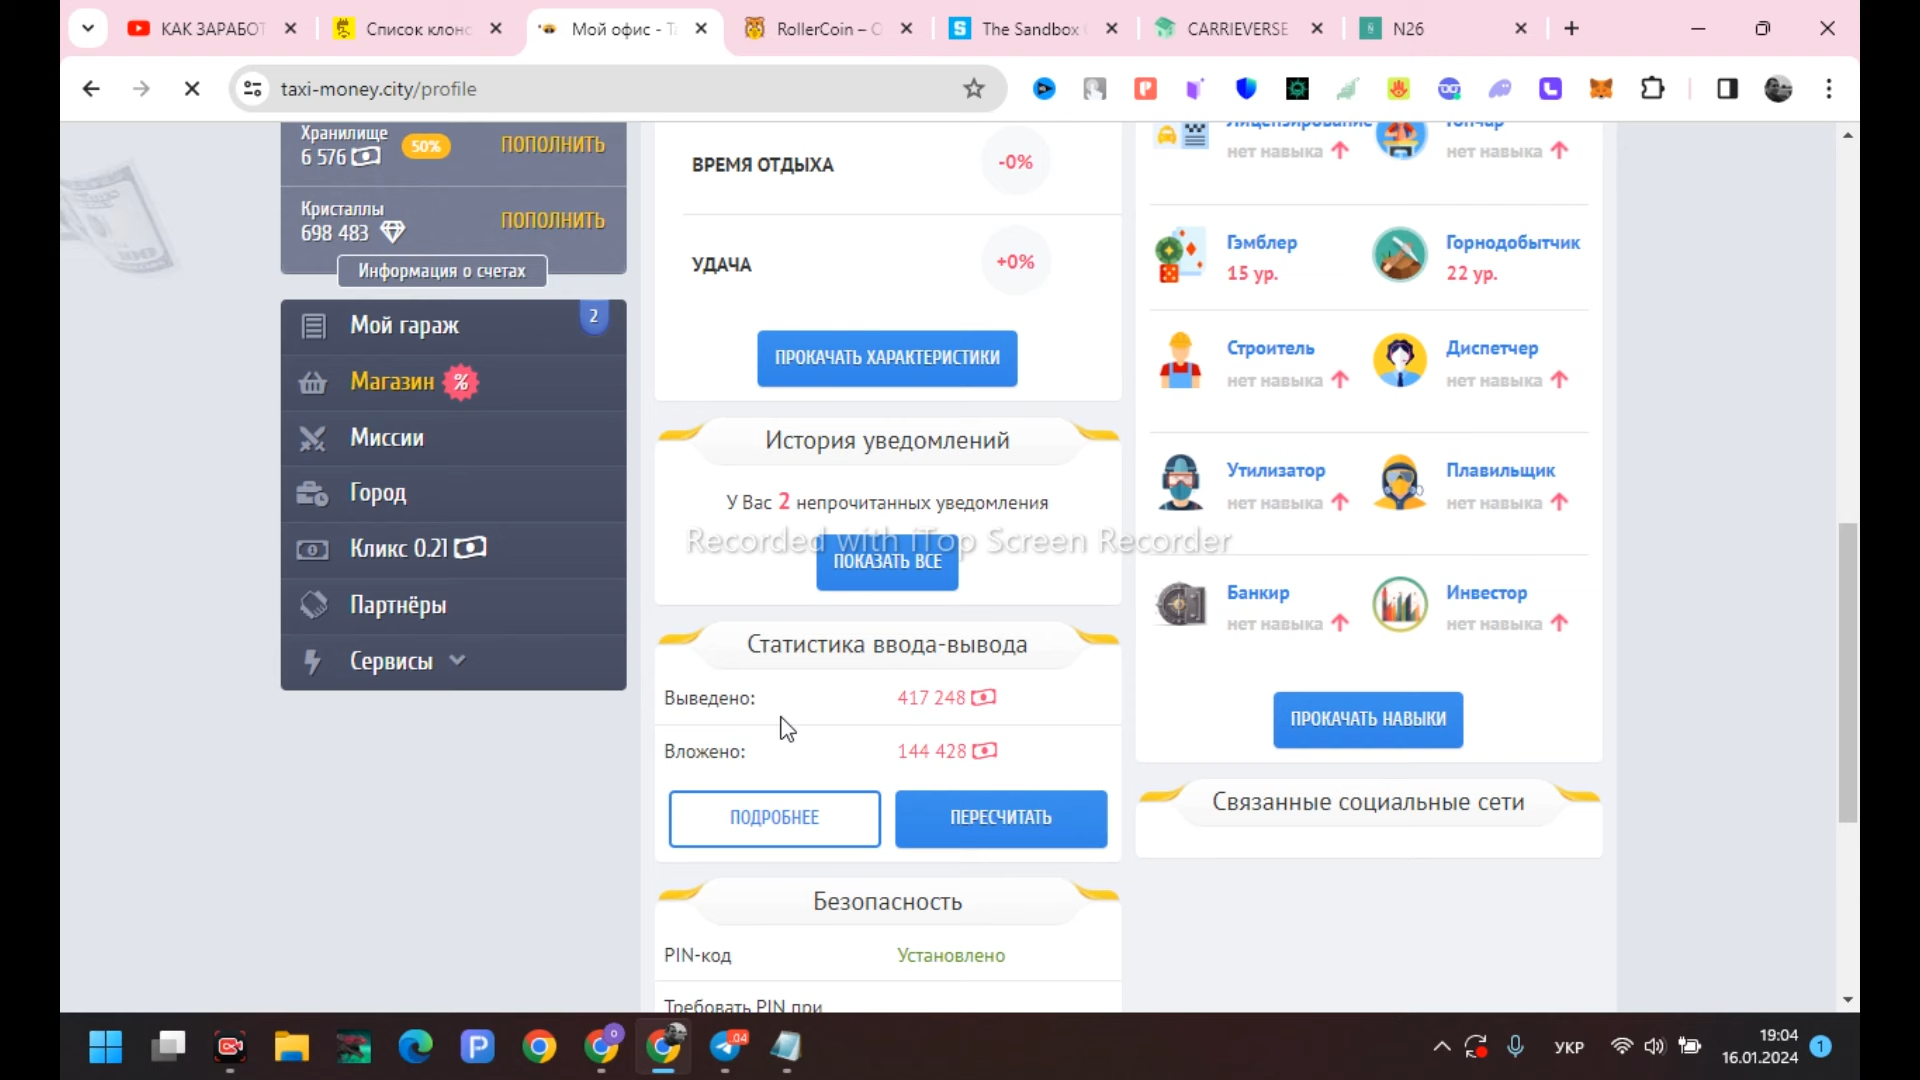 КАК ЗАРАБОТ
Список клоно
Мой офис - Та
RollerCoin – О
The Sandbox
CARRIEVERSE
N26
taxi-money.city/profile
Хранилище
6 576
50%
ПОПОЛНИТЬ
Кристаллы
698 483
ПОПОЛНИТЬ
Информация о счетах
Мой гараж
2
Магазин %
Миссии
Город
Кликс 0.21
Партнёры
Сервисы
ВРЕМЯ ОТДЫХА
-0%
УДАЧА
+0%
ПРОКАЧАТЬ ХАРАКТЕРИСТИКИ
История уведомлений
У Вас 2 непрочитанных уведомления
ПОКАЗАТЬ ВСЕ
Recorded with iTop Screen Recorder
Статистика ввода-вывода
Выведено:
417 248
Вложено:
144 428
ПОДРОБНЕЕ
ПЕРЕСЧИТАТЬ
Безопасность
PIN-код
Установлено
Требовать PIN при
Лицензирование
нет навыка
Гончар
нет навыка
Гэмблер
15 ур.
Горнодобытчик
22 ур.
Строитель
нет навыка
Диспетчер
нет навыка
Утилизатор
нет навыка
Плавильщик
нет навыка
Банкир
нет навыка
Инвестор
нет навыка
ПРОКАЧАТЬ НАВЫКИ
Связанные социальные сети
.04
УКР
19:04
16.01.2024
1